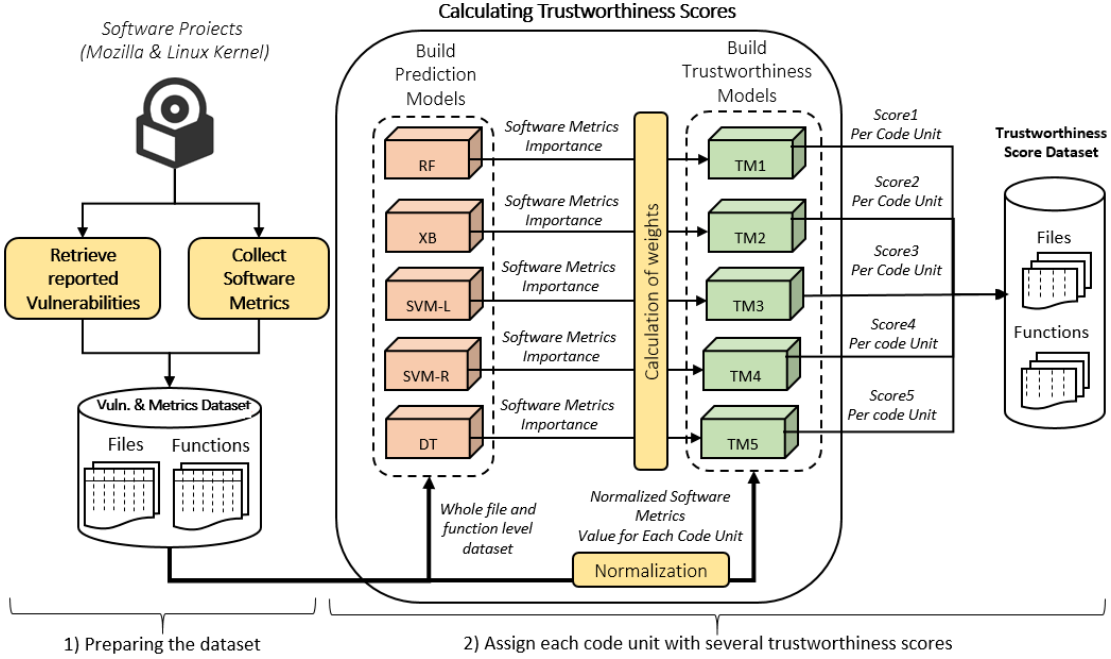 Calculating Trustworthiness Scores
Software Projects
(Mozilla & Linux Kernel)
Retrieve
reported
Vulnerabilities
Collect
Software
Metrics
Vuln. & Metrics Dataset
Files
Functions
Build
Prediction
Models
RF
XB
SVM-L
SVM-R
DT
Software Metrics
Importance
Software Metrics
Importance
Software Metrics
Importance
Software Metrics
Importance
Software Metrics
Importance
Calculation of weights
Build
Trustworthiness
Models
TM1
TM2
TM3
TM4
TM5
Score1
Per Code Unit
Score2
Per Code Unit
Score3
Per Code Unit
Score4
Per code Unit
Score5
Per code Unit
Trustworthiness
Score Dataset
Files
Functions
Whole file and
function level
dataset
Normalized Software
Metrics
Value for Each Code Unit
Normalization
1) Preparing the dataset
2) Assign each code unit with several trustworthiness scores